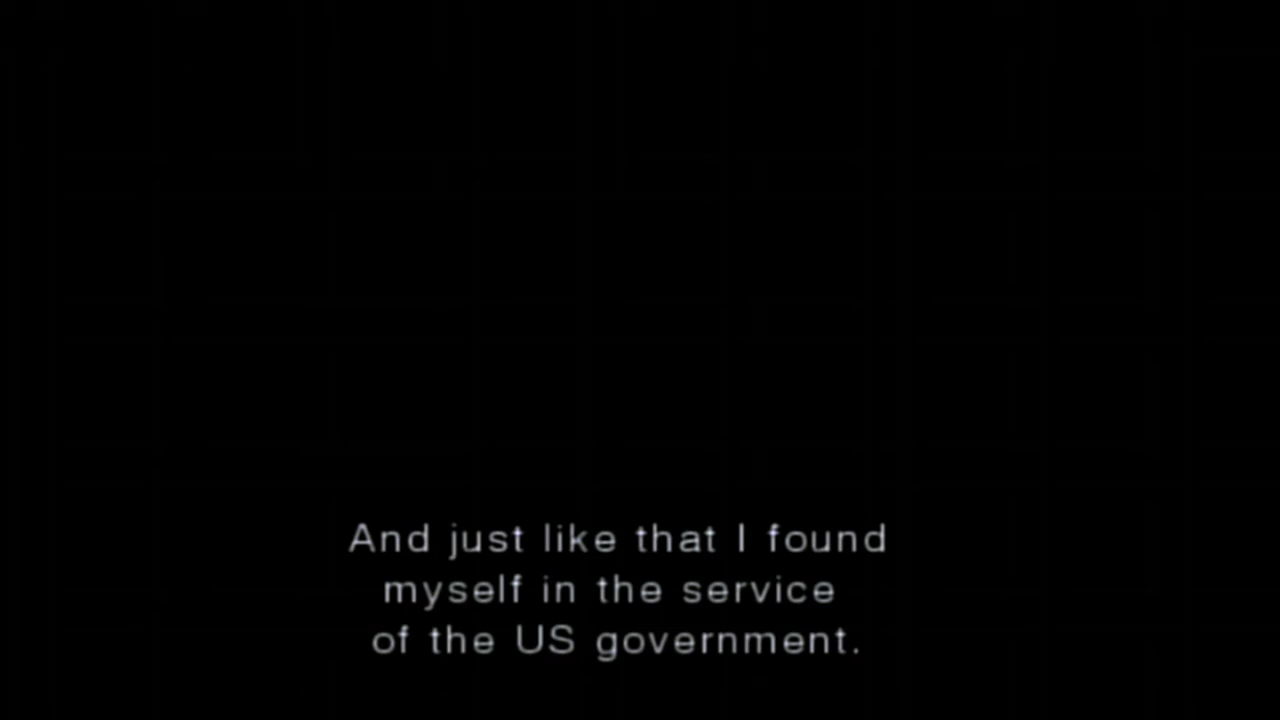 And just like that I found
myself in the service
of the US government.